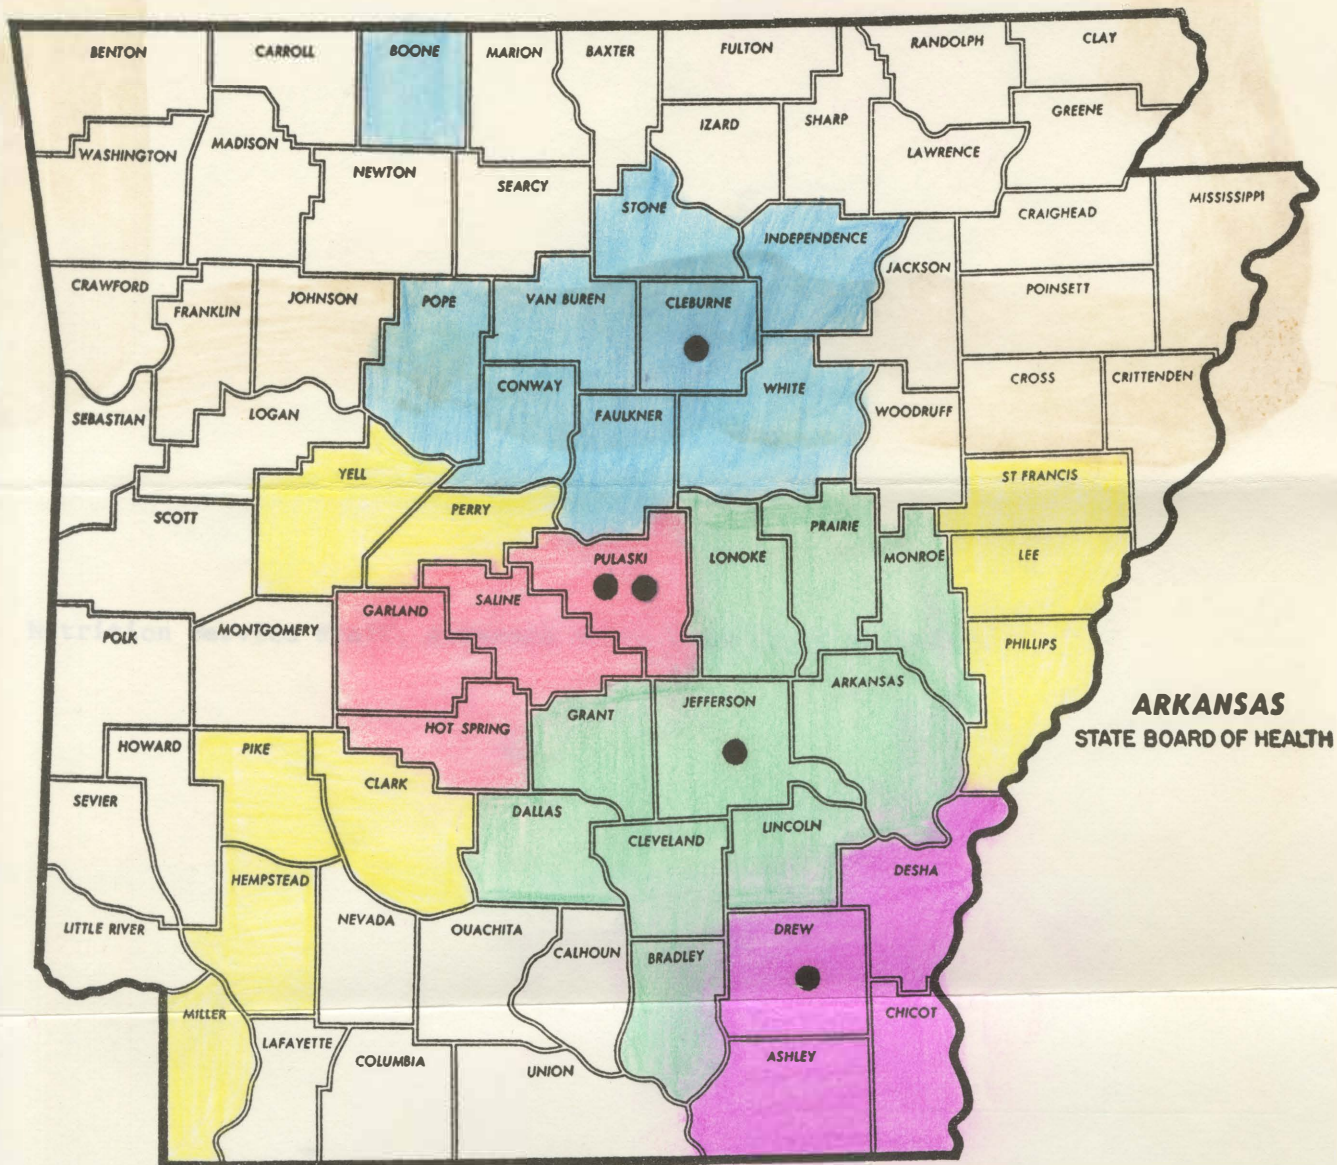 BENTON
CARROLL
BOONE
MARION
BAXTER
FULTON
RANDOLPH
CLAY
WASHINGTON
MADISON
NEWTON
SEARCY
IZARD
SHARP
LAWRENCE
GREENE
STONE
INDEPENDENCE
JACKSON
CRAIGHEAD
MISSISSIPPI
CRAWFORD
FRANKLIN
JOHNSON
POPE
VAN BUREN
CLEBURNE
POINSETT
SEBASTIAN
LOGAN
CONWAY
FAULKNER
WHITE
WOODRUFF
CROSS
CRITTENDEN
SCOTT
YELL
PERRY
PULASKI
LONOKE
PRAIRIE
MONROE
ST FRANCIS
LEE
POLK
MONTGOMERY
GARLAND
SALINE
PHILLIPS
HOWARD
PIKE
CLARK
HOT SPRING
GRANT
JEFFERSON
ARKANSAS
ARKANSAS
STATE BOARD OF HEALTH
SEVIER
DALLAS
CLEVELAND
LINCOLN
DESHA
LITTLE RIVER
HEMPSTEAD
NEVADA
OUACHITA
CALHOUN
BRADLEY
DREW
CHICOT
MILLER
LAFAYETTE
COLUMBIA
UNION
ASHLEY